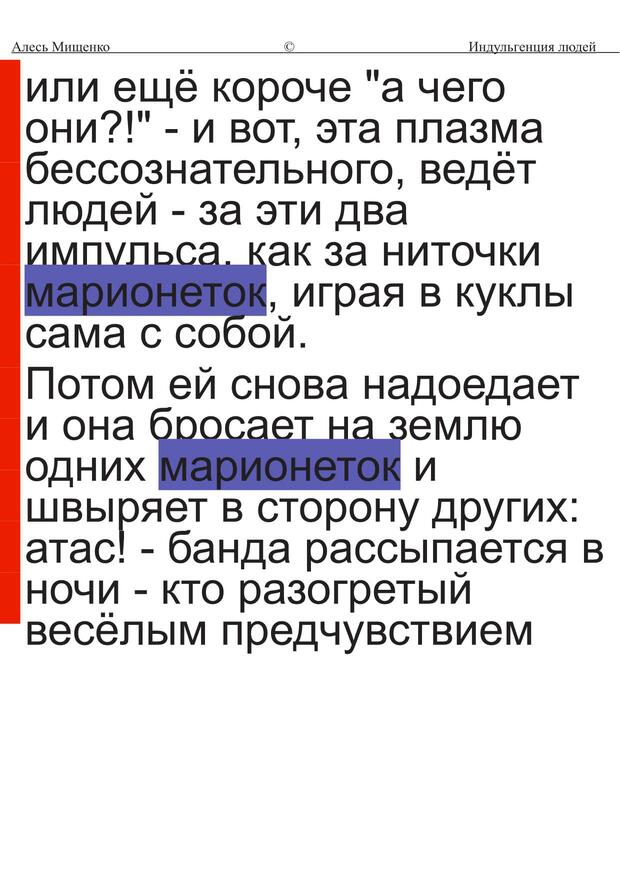 Алесь Мищенко © Индульгенция людей
или ещё короче "а чего
они?!" - и вот, эта плазма
бессознательного, ведёт
людей - за эти два
импульса, как за ниточки
марионеток, играя в куклы
сама с собой.
Потом ей снова надоедает
и она бросает на землю
одних марионеток и
швыряет в сторону других:
атас! - банда рассыпается в
ночи - кто разогретый
весёлым предчувствием